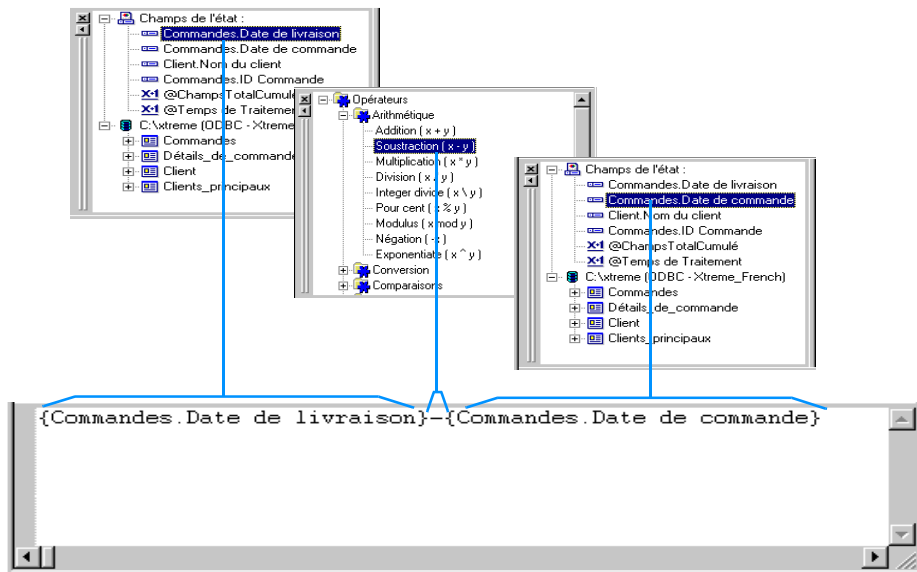 Champs de l'état :
Commandes.Date de livraison
Commandes.Date de commande
Client.Nom du client
Commandes.ID Commande
@ChampsTotalCumulé
@Temps de Traitement
C:\xtreme (ODBC - Xtreme
Commandes
Détails_de_commande
Client
Clients_principaux
Opérateurs
Arithmétique
Addition ( x + y )
Soustraction ( x - y )
Multiplication ( x * y )
Division ( x / y )
Integer divide ( x \ y )
Pour cent ( x % y )
Modulus ( x mod y )
Négation ( - x )
Exponentiate ( x ^ y )
Conversion
Comparaisons
Champs de l'état :
Commandes.Date de livraison
Commandes.Date de commande
Client.Nom du client
Commandes.ID Commande
@ChampsTotalCumulé
@Temps de Traitement
C:\xtreme (ODBC - Xtreme_French)
Commandes
Détails_de_commande
Client
Clients_principaux
{Commandes.Date de livraison}-{Commandes.Date de commande}